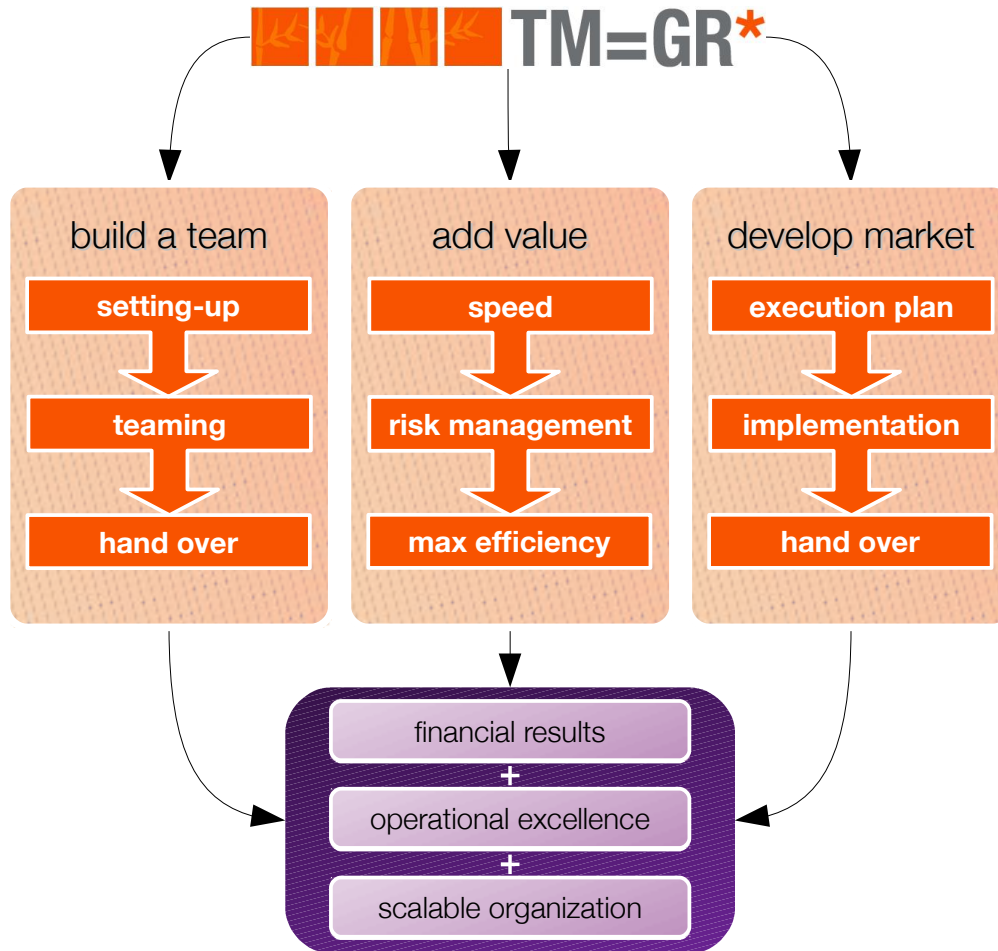 TM=GR*
build a team
setting-up
teaming
hand over
add value
speed
risk management
max efficiency
develop market
execution plan
implementation
hand over
financial results
+
operational excellence
+
scalable organization